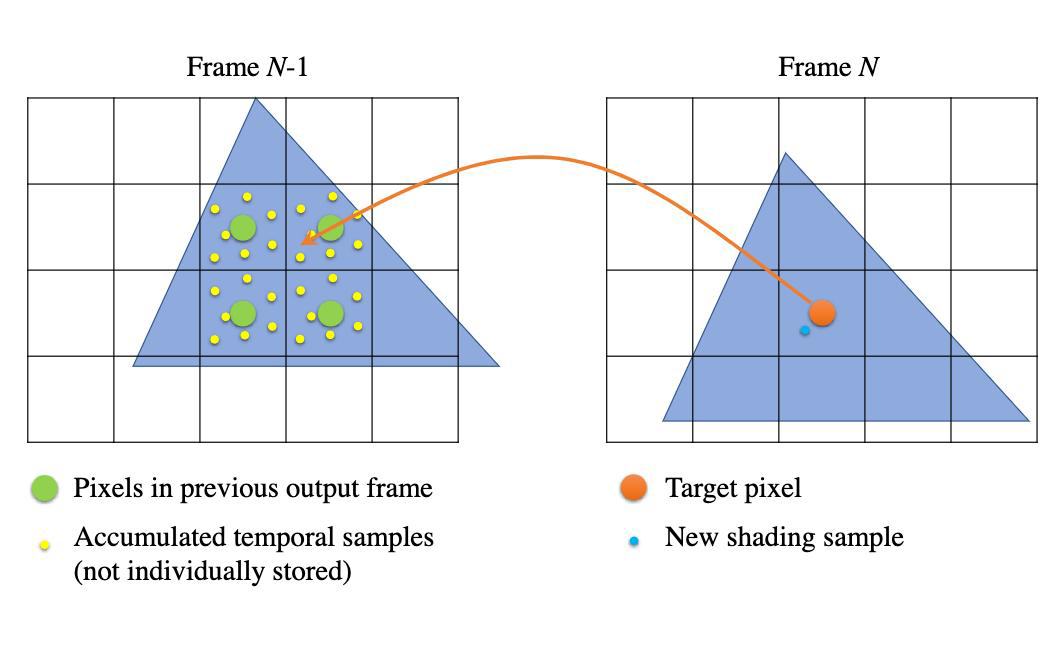 Frame N-1
Frame N
Pixels in previous output frame
Accumulated temporal samples
(not individually stored)
Target pixel
New shading sample